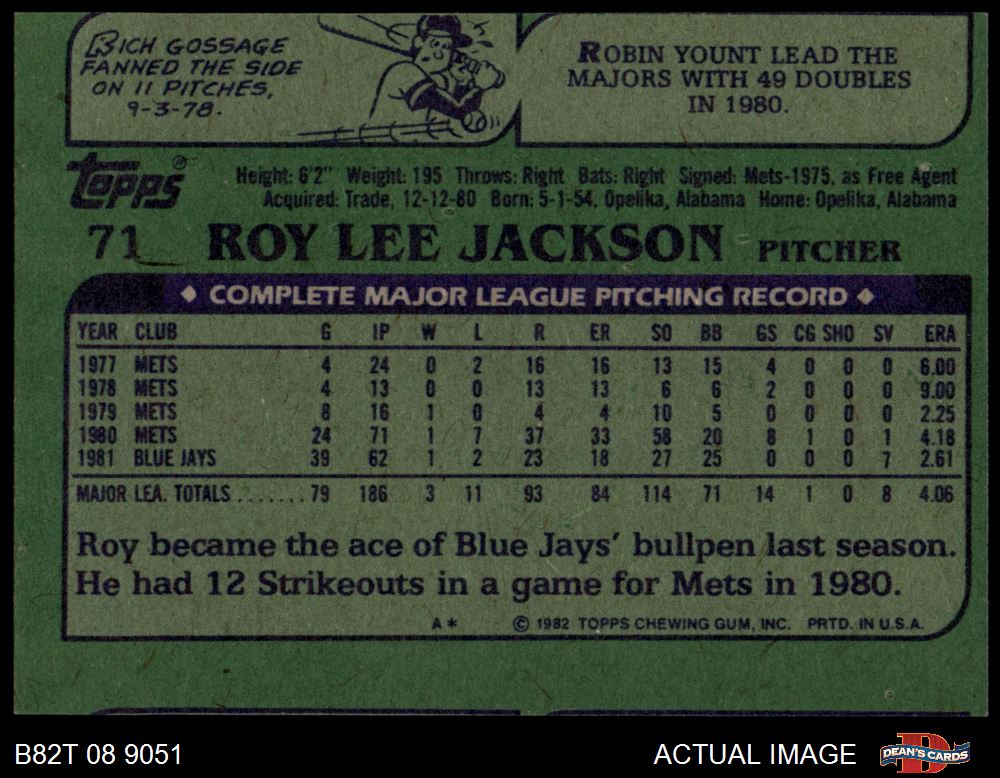 RICH GOSSAGE
FANNED THE SIDE
ON 11 PITCHES,
9-3-78.
ROBIN YOUNT LEAD THE
MAJORS WITH 49 DOUBLES
IN 1980.
Topps®
Height: 6'2" Weight: 195 Throws: Right Bats: Right Signed: Mets-1975, as Free Agent
Acquired: Trade, 12-12-80 Born: 5-1-54, Opelika, Alabama Home: Opelika, Alabama
71 ROY LEE JACKSON PITCHER
◆ COMPLETE MAJOR LEAGUE PITCHING RECORD ◆
YEAR CLUB G IP W L R ER SO BB GS CG SHO SV ERA
1977 METS 4 24 0 2 16 16 13 15 4 0 0 0 6.00
1978 METS 4 13 0 0 13 13 6 6 2 0 0 0 9.00
1979 METS 8 16 1 0 4 4 10 5 0 0 0 0 2.25
1980 METS 24 71 1 7 37 33 58 20 8 1 0 1 4.18
1981 BLUE JAYS 39 62 1 2 23 18 27 25 0 0 0 7 2.61
MAJOR LEA. TOTALS ....... 79 186 3 11 93 84 114 71 14 1 0 8 4.06
Roy became the ace of Blue Jays' bullpen last season.
He had 12 Strikeouts in a game for Mets in 1980.
A* © 1982 TOPPS CHEWING GUM, INC. PRTD. IN U.S.A.
B82T 08 9051 ACTUAL IMAGE D DEAN'S CARDS